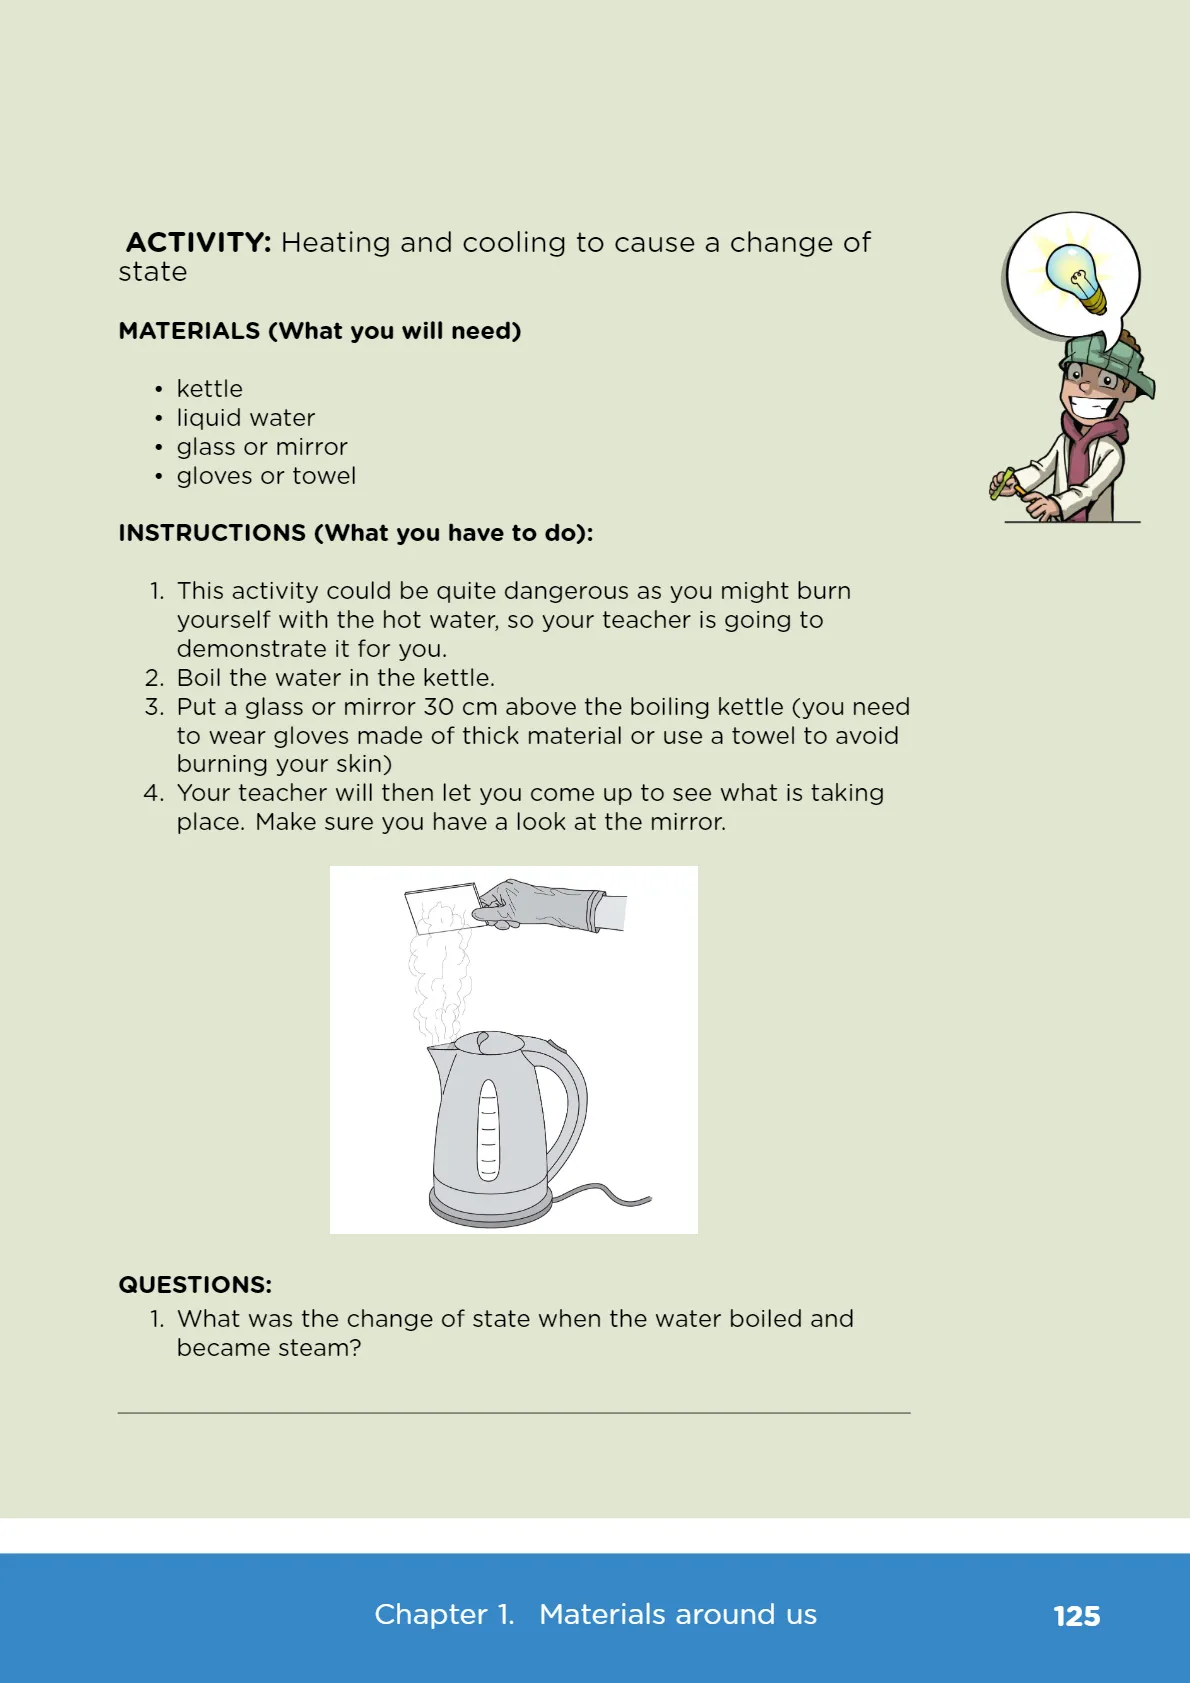 ACTIVITY: Heating and cooling to cause a change of
state
MATERIALS (What you will need)
• kettle
• liquid water
• glass or mirror
• gloves or towel
INSTRUCTIONS (What you have to do):
1. This activity could be quite dangerous as you might burn
yourself with the hot water, so your teacher is going to
demonstrate it for you.
2. Boil the water in the kettle.
3. Put a glass or mirror 30 cm above the boiling kettle (you need
to wear gloves made of thick material or use a towel to avoid
burning your skin)
4. Your teacher will then let you come up to see what is taking
place. Make sure you have a look at the mirror.
QUESTIONS:
1. What was the change of state when the water boiled and
became steam?
Chapter 1. Materials around us 125